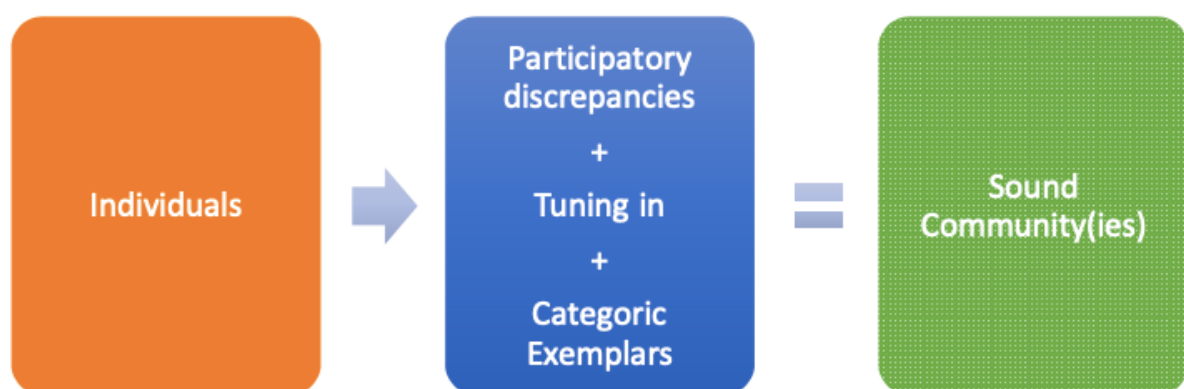 Individuals
Participatory
discrepancies
+
Tuning in
+
Categoric
Exemplars
Sound
Community(ies)